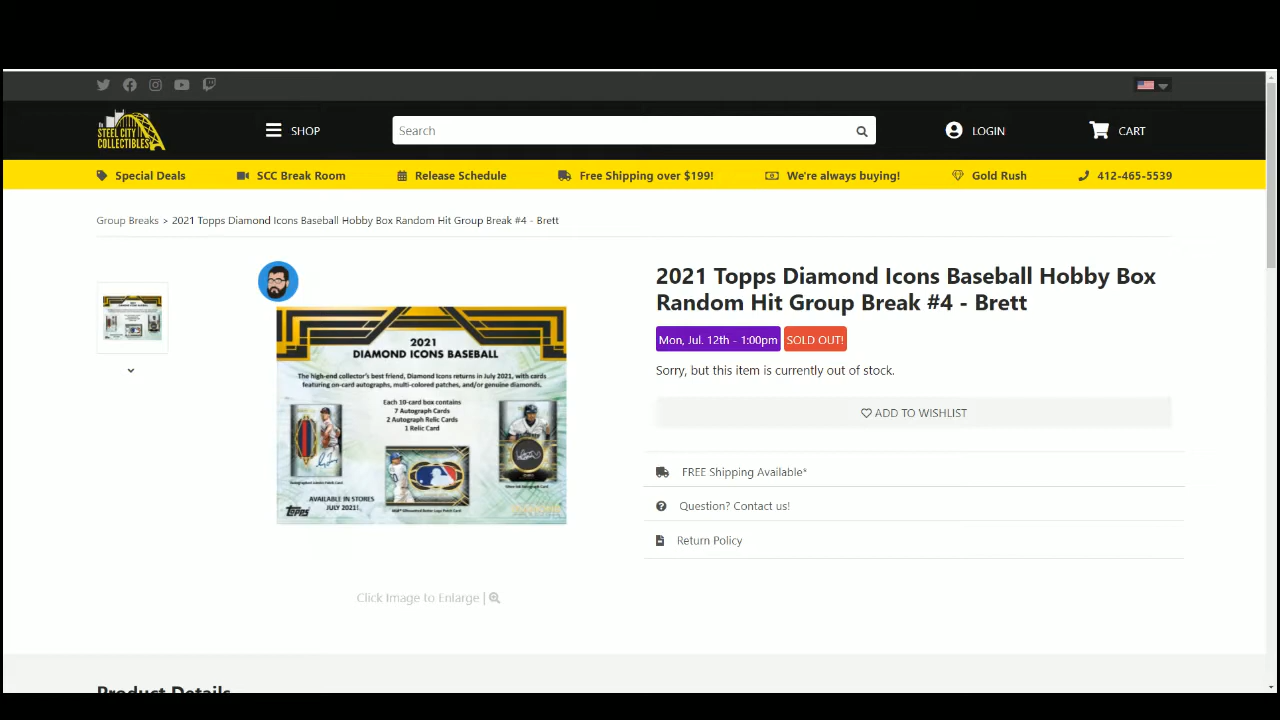 STEEL CITY
COLLECTIBLES
SHOP
Search
LOGIN
CART
Special Deals
SCC Break Room
Release Schedule
Free Shipping over $199!
We're always buying!
Gold Rush
412-465-5539
Group Breaks > 2021 Topps Diamond Icons Baseball Hobby Box Random Hit Group Break #4 - Brett
2021
DIAMOND ICONS BASEBALL
The high-end collector's best friend, Diamond Icons returns in July 2021, with cards
featuring on-card autographs, multi-colored patches, and/or genuine diamonds.
Each 10-card box contains
7 Autograph Cards
2 Autograph Relic Cards
1 Relic Card
AVAILABLE IN STORES
JULY 2021!
Topps
Click Image to Enlarge |
2021 Topps Diamond Icons Baseball Hobby Box
Random Hit Group Break #4 - Brett
Mon, Jul. 12th - 1:00pm
SOLD OUT!
Sorry, but this item is currently out of stock.
ADD TO WISHLIST
FREE Shipping Available*
Question? Contact us!
Return Policy
Product Details